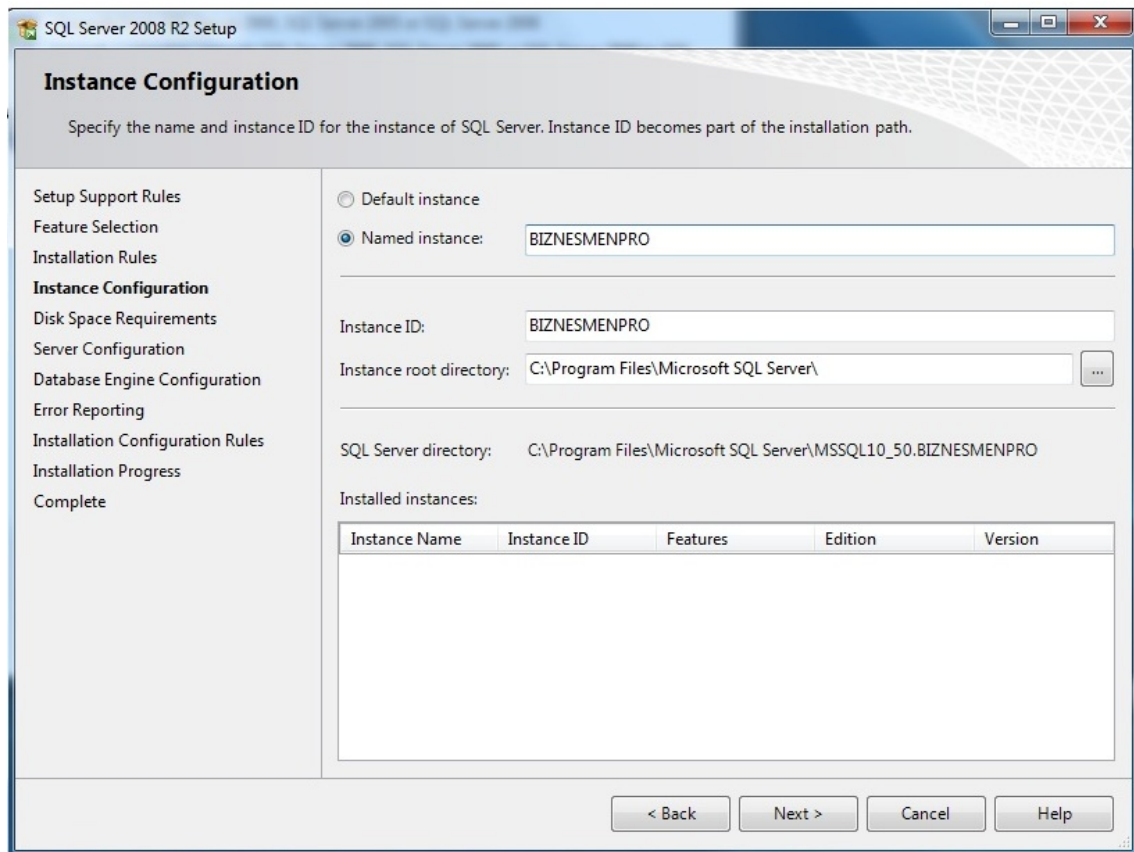 SQL Server 2008 R2 Setup
Instance Configuration
Specify the name and instance ID for the instance of SQL Server. Instance ID becomes part of the installation path.
Setup Support Rules
Feature Selection
Installation Rules
Instance Configuration
Disk Space Requirements
Server Configuration
Database Engine Configuration
Error Reporting
Installation Configuration Rules
Installation Progress
Complete
Default instance
Named instance: BIZNESMENPRO
Instance ID: BIZNESMENPRO
Instance root directory: C:\Program Files\Microsoft SQL Server\ ...
SQL Server directory: C:\Program Files\Microsoft SQL Server\MSSQL10_50.BIZNESMENPRO
Installed instances:
Instance Name Instance ID Features Edition Version
< Back Next > Cancel Help